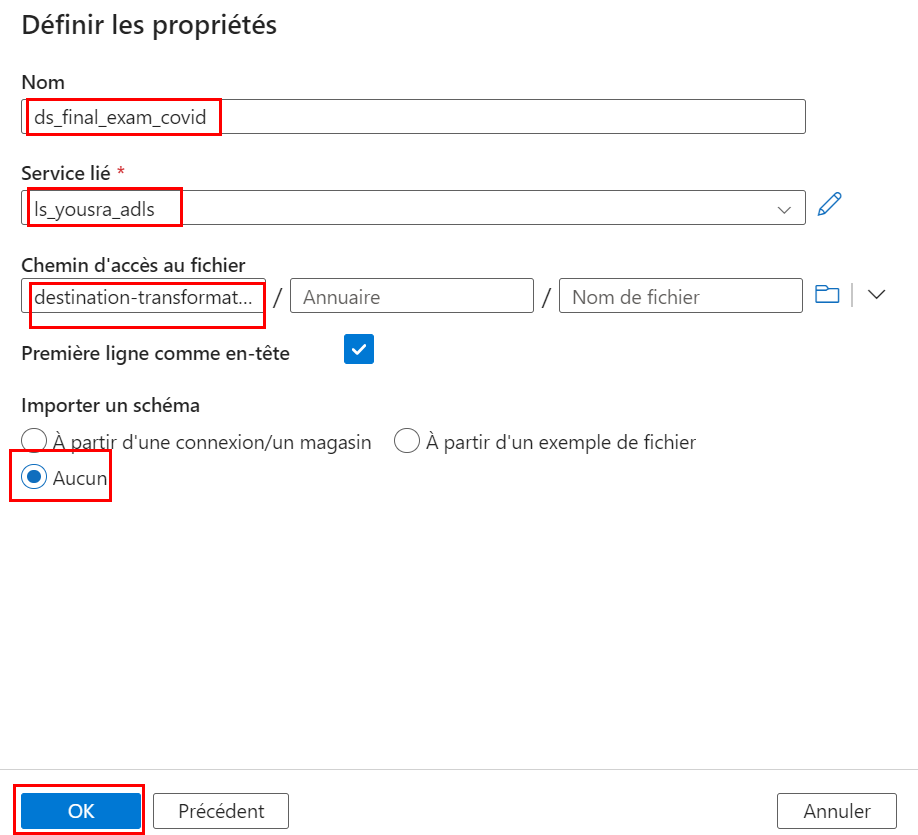 Définir les propriétés
Nom
ds_final_exam_covid
Service lié *
ls_yousra_adls
Chemin d'accès au fichier
destination-transformat... / Annuaire / Nom de fichier
Première ligne comme en-tête
Importer un schéma
À partir d'une connexion/un magasin À partir d'un exemple de fichier
Aucun
OK Précédent Annuler